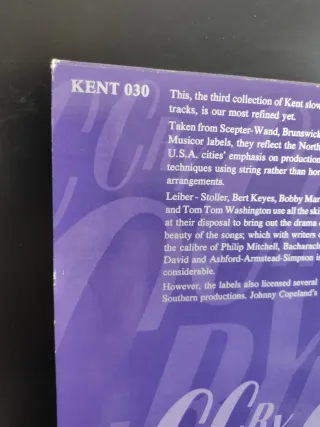 KENT 030
This, the third collection of Kent slow
tracks, is our most refined yet.
Taken from Scepter-Wand, Brunswick
Musicor labels, they reflect the North
U.S.A. cities' emphasis on production
techniques using string rather than hor
arrangements.
Leiber - Stoller, Bert Keyes, Bobby Mar
and Tom Tom Washington use all the ski
at their disposal to bring out the drama
beauty of the songs; which with writers
the calibre of Philip Mitchell, Bacharach
David and Ashford-Armstead-Simpson is
considerable.
However, the labels also licensed several
Southern productions. Johnny Copeland's
CRY